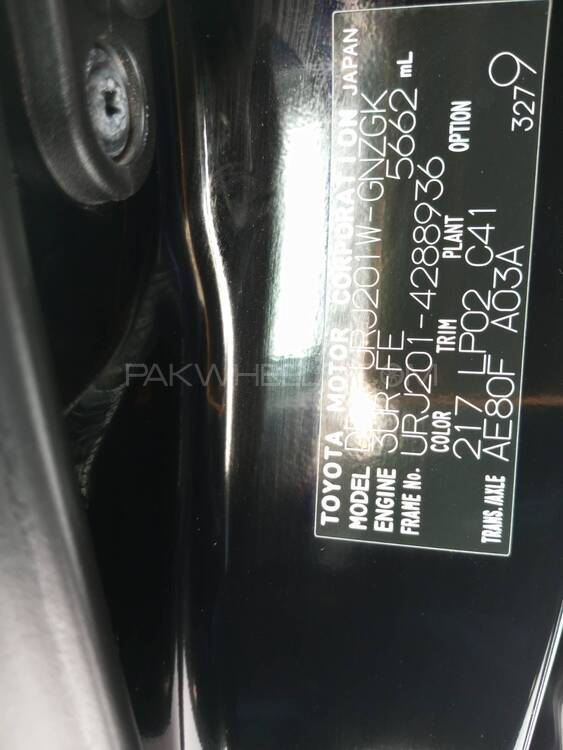 TOYOTA MOTOR CORPORATION JAPAN
MODEL URJ201W-GNZGK
ENGINE 3UR-FE 5662 mL
FRAME No. URJ201-4288936
COLOR TRIM PLANT OPTION
217 LP02 C41
TRANS./AXLE AE80F A03A 3279
PAKWHEELS